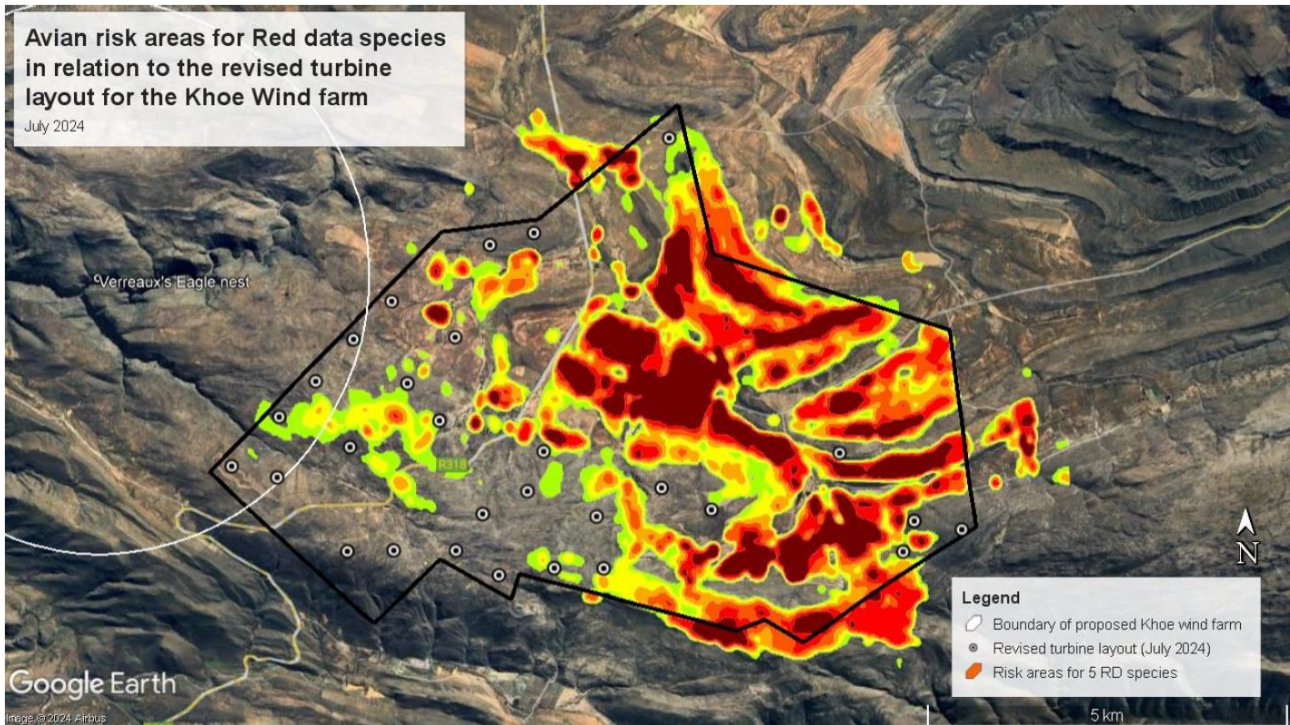 Avian risk areas for Red data species
in relation to the revised turbine
layout for the Khoe Wind farm
July 2024
Verreaux's Eagle nest
R318
N
Legend
Boundary of proposed Khoe wind farm
Revised turbine layout (July 2024)
Risk areas for 5 RD species
Google Earth
Image © 2024 Airbus
5 km